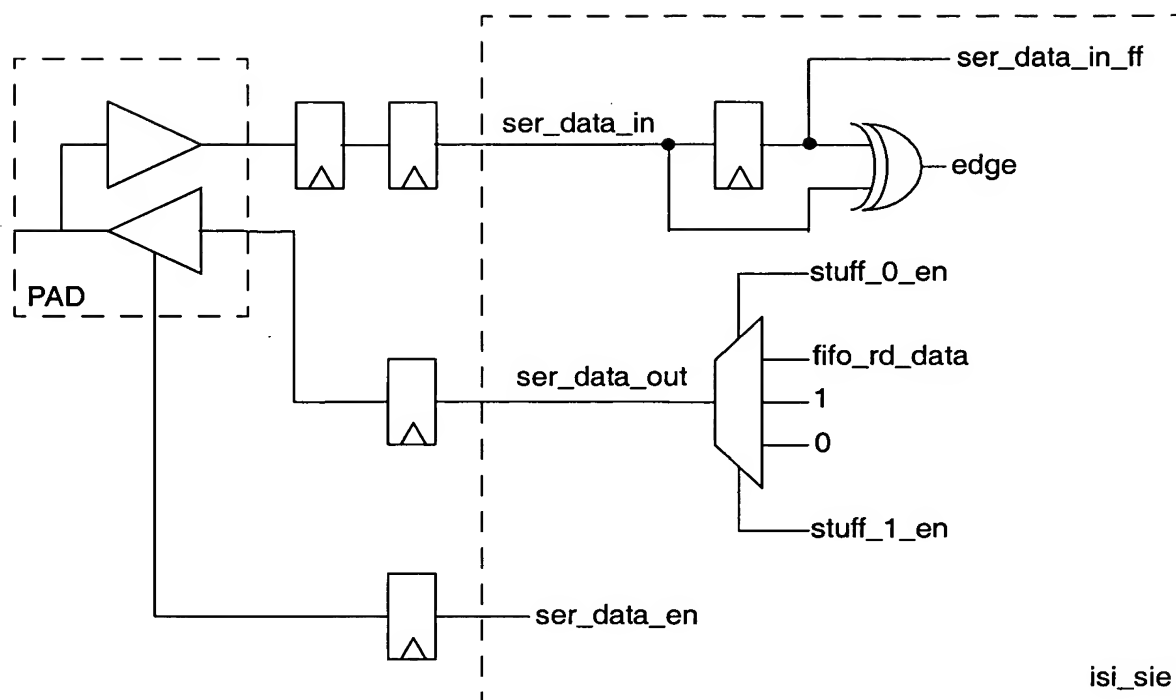 ser_data_in_ff
ser_data_in
edge
PAD
stuff_0_en
fifo_rd_data
ser_data_out
1
0
stuff_1_en
ser_data_en
isi_sie